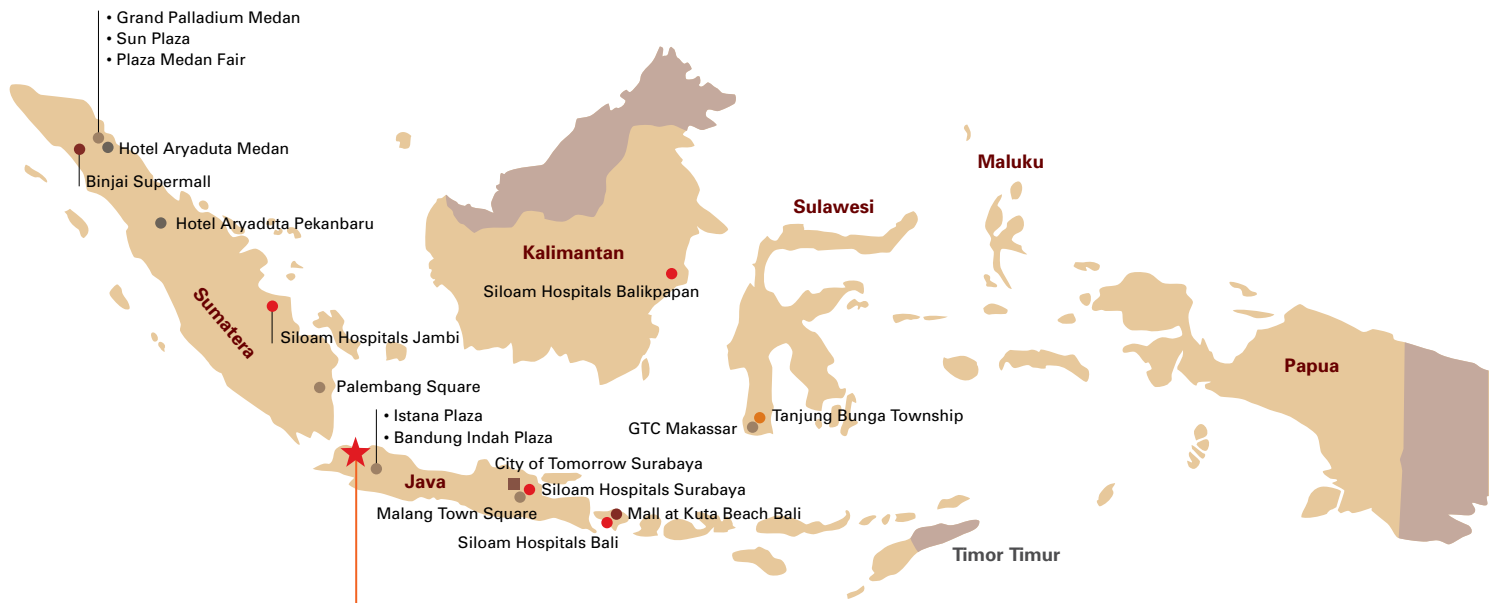 • Grand Palladium Medan
• Sun Plaza
• Plaza Medan Fair
Hotel Aryaduta Medan
Binjai Supermall
Hotel Aryaduta Pekanbaru
Sumatera
Siloam Hospitals Jambi
Palembang Square
• Istana Plaza
• Bandung Indah Plaza
Java
City of Tomorrow Surabaya
Siloam Hospitals Surabaya
Malang Town Square
Mall at Kuta Beach Bali
Siloam Hospitals Bali
Kalimantan
Siloam Hospitals Balikpapan
Sulawesi
Tanjung Bunga Township
GTC Makassar
Maluku
Papua
Timor Timur